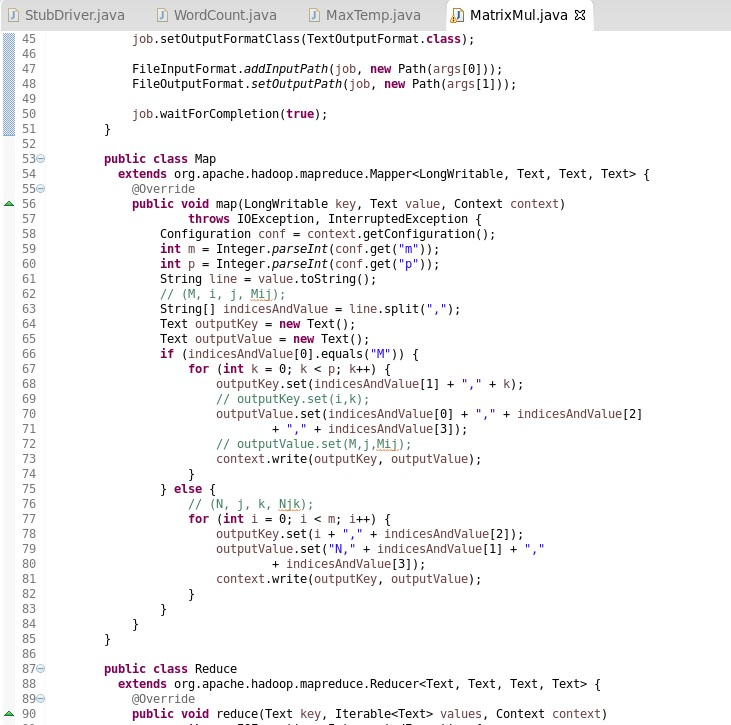 StubDriver.java WordCount.java MaxTemp.java MatrixMul.java
45 job.setOutputFormatClass(TextOutputFormat.class);
46
47 FileInputFormat.addInputPath(job, new Path(args[0]));
48 FileOutputFormat.setOutputPath(job, new Path(args[1]));
49
50 job.waitForCompletion(true);
51 }
52
53 public class Map
54 extends org.apache.hadoop.mapreduce.Mapper<LongWritable, Text, Text, Text> {
55 @Override
56 public void map(LongWritable key, Text value, Context context)
57 throws IOException, InterruptedException {
58 Configuration conf = context.getConfiguration();
59 int m = Integer.parseInt(conf.get("m"));
60 int p = Integer.parseInt(conf.get("p"));
61 String line = value.toString();
62 // (M, i, j, Mij);
63 String[] indicesAndValue = line.split(",");
64 Text outputKey = new Text();
65 Text outputValue = new Text();
66 if (indicesAndValue[0].equals("M")) {
67 for (int k = 0; k < p; k++) {
68 outputKey.set(indicesAndValue[1] + "," + k);
69 // outputKey.set(i,k);
70 outputValue.set(indicesAndValue[0] + "," + indicesAndValue[2]
71 + "," + indicesAndValue[3]);
72 // outputValue.set(M,j,Mij);
73 context.write(outputKey, outputValue);
74 }
75 } else {
76 // (N, j, k, Njk);
77 for (int i = 0; i < m; i++) {
78 outputKey.set(i + "," + indicesAndValue[2]);
79 outputValue.set("N," + indicesAndValue[1] + ","
80 + indicesAndValue[3]);
81 context.write(outputKey, outputValue);
82 }
83 }
84 }
85 }
86
87 public class Reduce
88 extends org.apache.hadoop.mapreduce.Reducer<Text, Text, Text, Text> {
89 @Override
90 public void reduce(Text key, Iterable<Text> values, Context context)